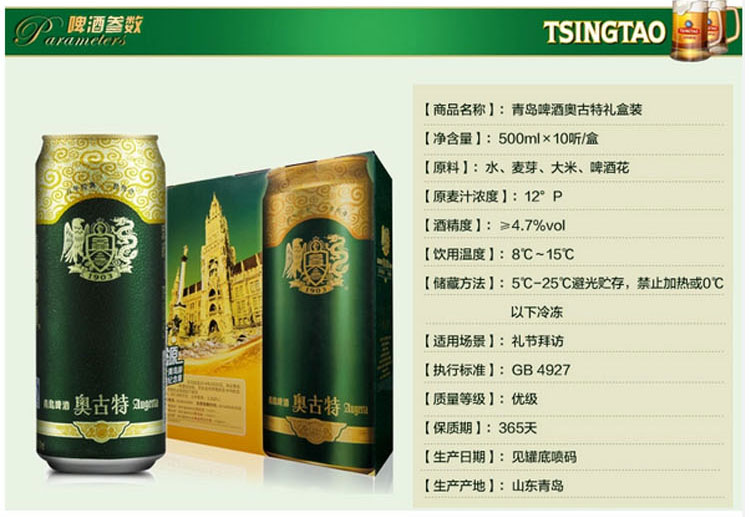 啤酒参数
Parameters
TSINGTAO
TSINGTAO
【商品名称】：青岛啤酒奥古特礼盒装
【净含量】：500ml×10听/盒
【原料】：水、麦芽、大米、啤酒花
【原麦汁浓度】：12°P
【酒精度】：≥4.7%vol
【饮用温度】：8℃~15℃
【储藏方法】：5℃-25℃避光贮存，禁止加热或0℃
以下冷冻
【适用场景】：礼节拜访
【执行标准】：GB 4927
【质量等级】：优级
【保质期】：365天
【生产日期】：见罐底喷码
【生产产地】：山东青岛
1903
青岛啤酒 奥古特 Augerta
1903
源
青岛啤酒 奥古特 Augerta